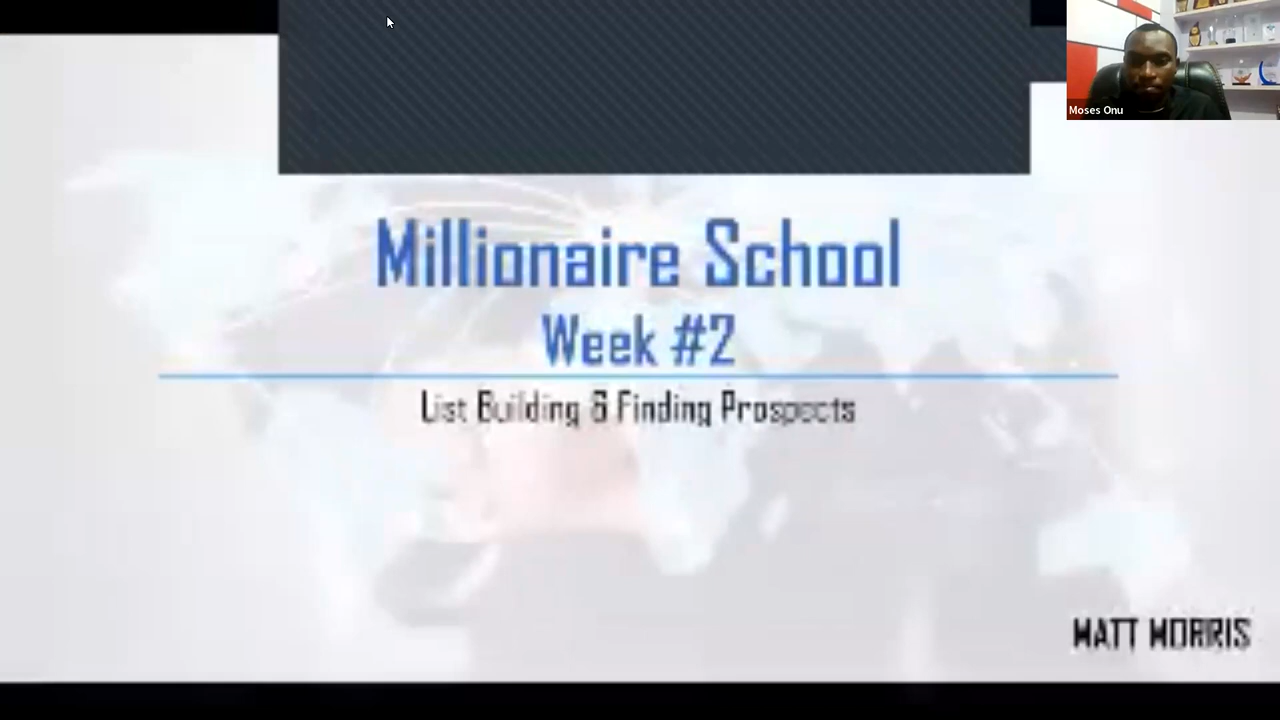 Moses Onu
Millionaire School
Week #2
List Building & Finding Prospects
MATT MORRIS